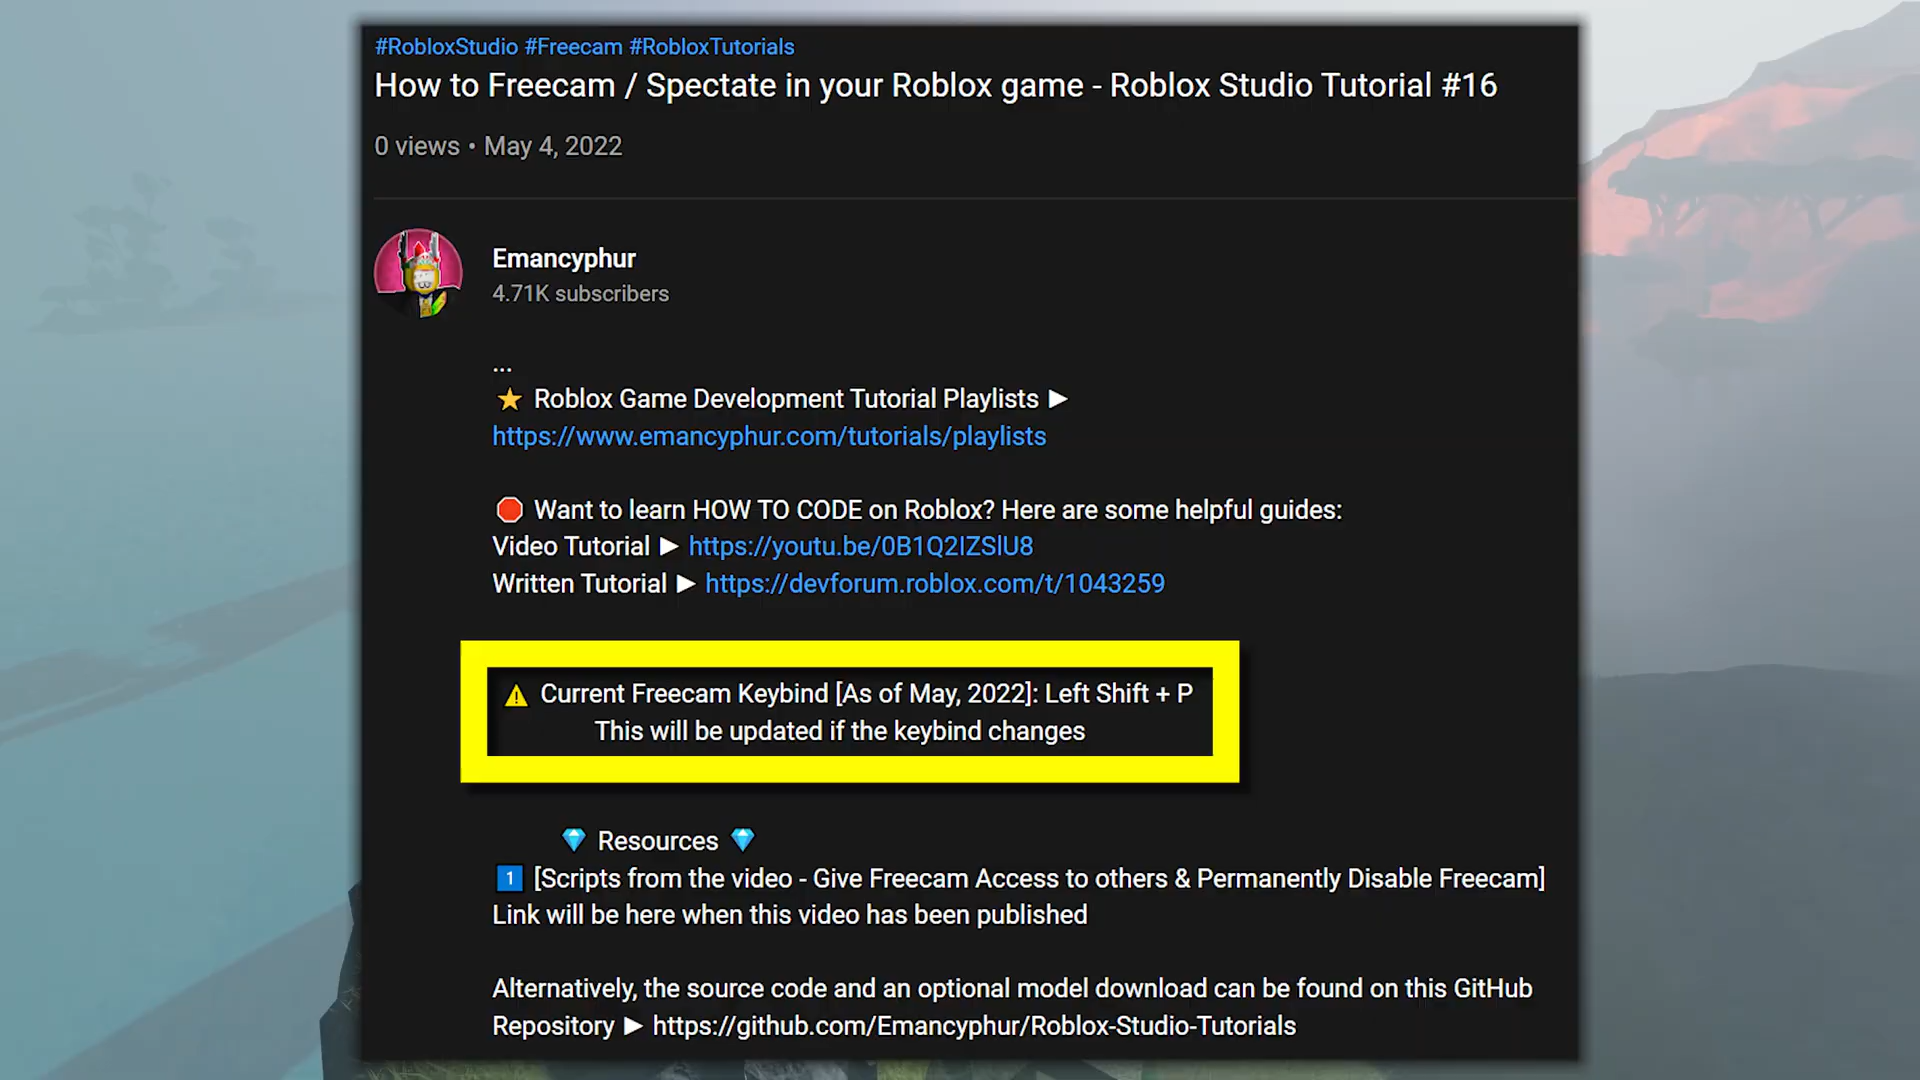 #RobloxStudio #Freecam #RobloxTutorials
How to Freecam / Spectate in your Roblox game - Roblox Studio Tutorial #16
0 views • May 4, 2022
Emancyphur
4.71K subscribers
...
⭐ Roblox Game Development Tutorial Playlists ►
https://www.emancyphur.com/tutorials/playlists
🛑 Want to learn HOW TO CODE on Roblox? Here are some helpful guides:
Video Tutorial ► https://youtu.be/0B1Q2IZSlU8
Written Tutorial ► https://devforum.roblox.com/t/1043259
⚠ Current Freecam Keybind [As of May, 2022]: Left Shift + P
This will be updated if the keybind changes
💎 Resources 💎
1️⃣ [Scripts from the video - Give Freecam Access to others & Permanently Disable Freecam]
Link will be here when this video has been published
Alternatively, the source code and an optional model download can be found on this GitHub
Repository ► https://github.com/Emancyphur/Roblox-Studio-Tutorials